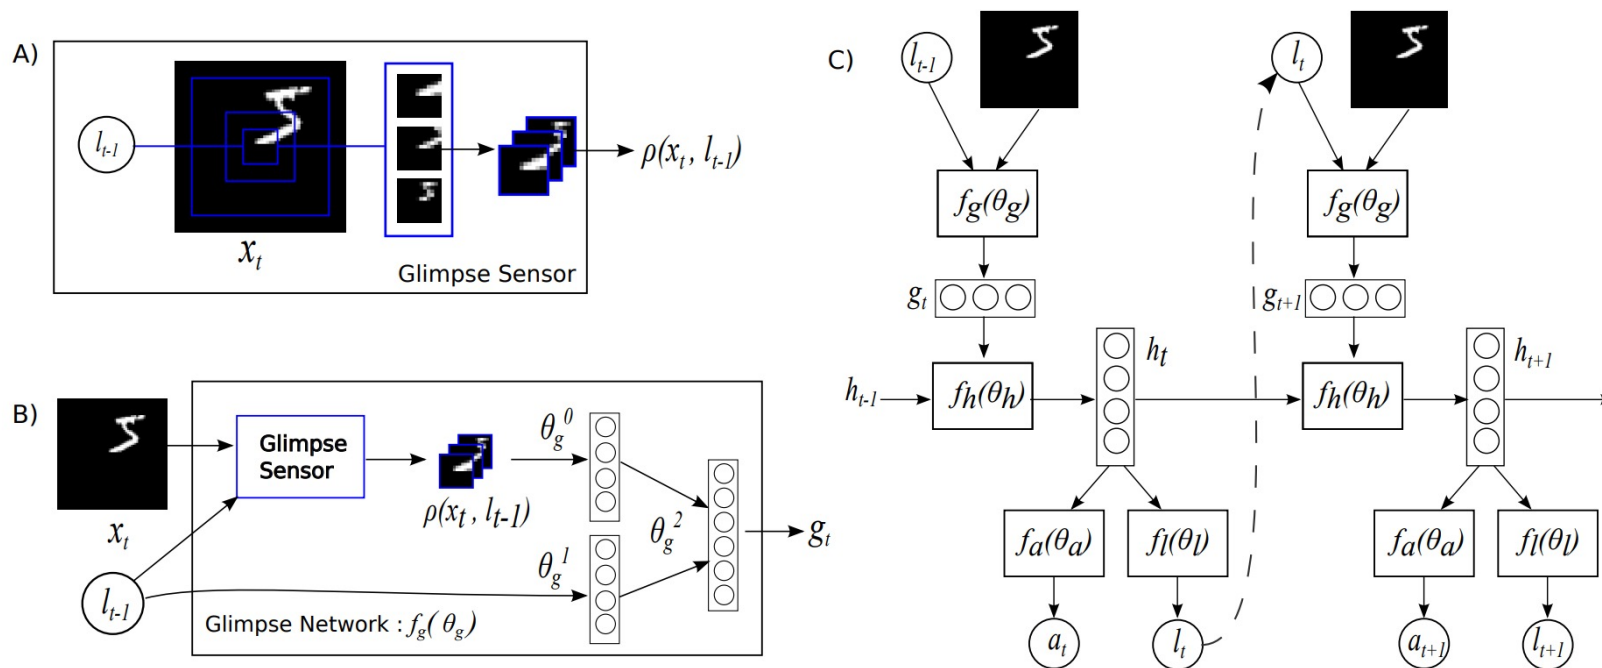 A)
l_{t-1}
x_t
ρ(x_t, l_{t-1})
Glimpse Sensor
B)
x_t
l_{t-1}
Glimpse
Sensor
ρ(x_t, l_{t-1})
θ_g^0
θ_g^1
θ_g^2
g_t
Glimpse Network : f_g( θ_g)
C)
l_{t-1}
l_t
f_g(θ_g)
f_g(θ_g)
g_t
g_{t+1}
h_{t-1}
f_h(θ_h)
h_t
f_h(θ_h)
h_{t+1}
f_a(θ_a)
f_l(θ_l)
f_a(θ_a)
f_l(θ_l)
a_t
l_t
a_{t+1}
l_{t+1}